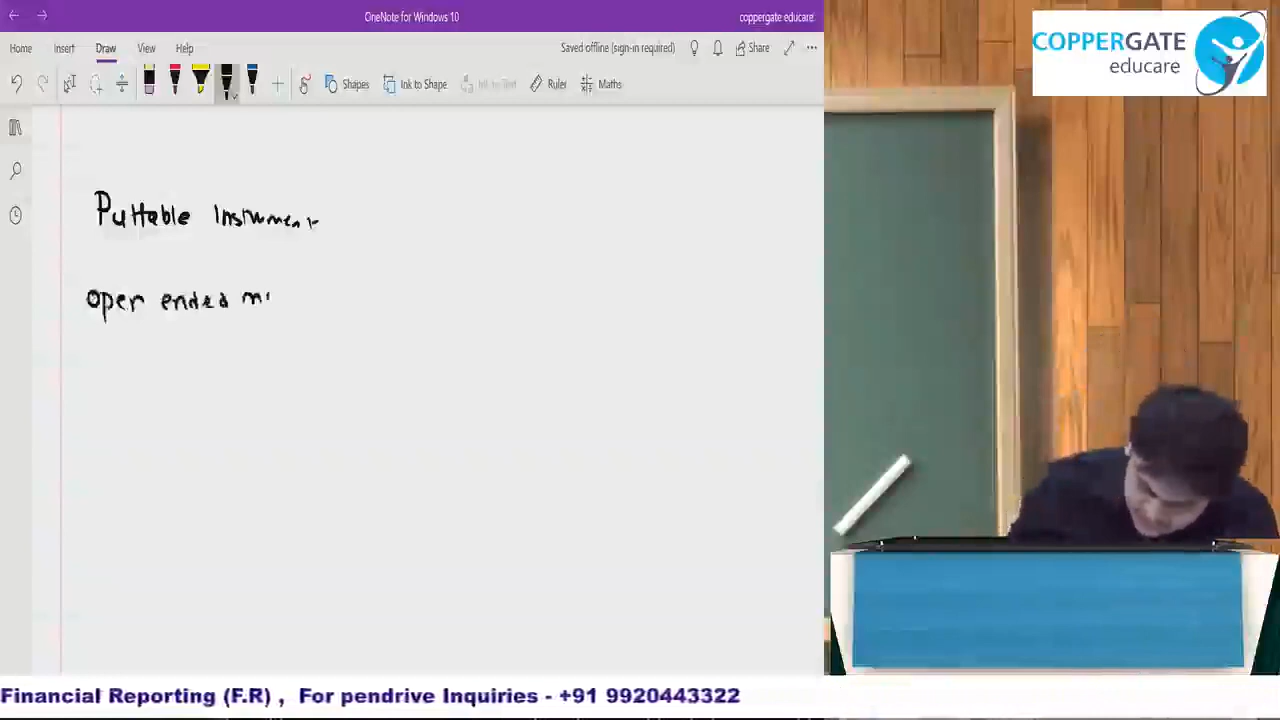 OneNote for Windows 10
coppergate educare
Home Insert Draw View Help
Saved offline (sign-in required)
Share
Shapes
Ink to Shape
Ink to Text
Ruler
Maths
COPPERGATE
educare
Puttable Instrument
Open ended
Financial Reporting (F.R) , For pendrive Inquiries - +91 9920443322